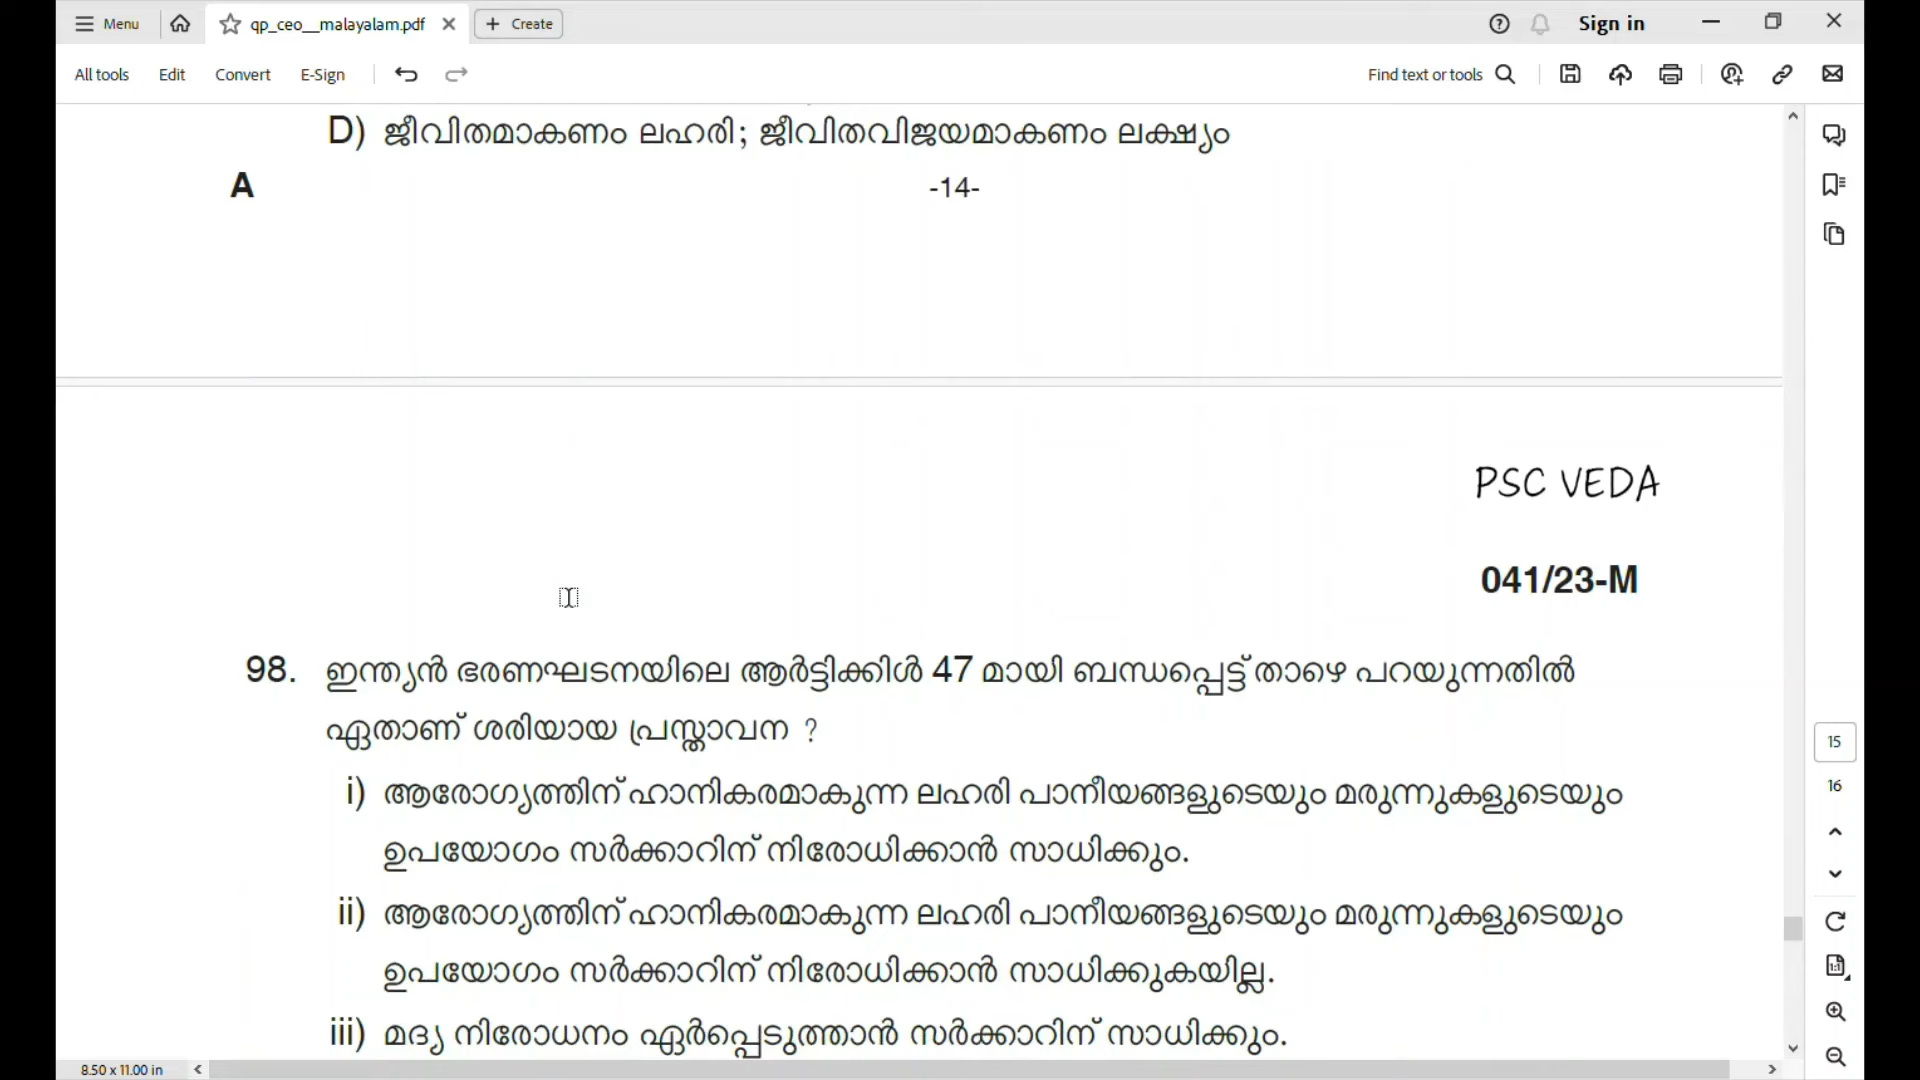 Menu
qp_ceo__malayalam.pdf
Create
Sign in
All tools
Edit
Convert
E-Sign
Find text or tools
D) ജീവിതമാകണം ലഹരി; ജീവിതവിജയമാകണം ലക്ഷ്യം
A
-14-
PSC VEDA
041/23-M
98. ഇന്ത്യൻ ഭരണഘടനയിലെ ആർട്ടിക്കിൾ 47 മായി ബന്ധപ്പെട്ട് താഴെ പറയുന്നതിൽ
ഏതാണ് ശരിയായ പ്രസ്താവന ?
i) ആരോഗ്യത്തിന് ഹാനികരമാകുന്ന ലഹരി പാനീയങ്ങളുടെയും മരുന്നുകളുടെയും
ഉപയോഗം സർക്കാറിന് നിരോധിക്കാൻ സാധിക്കും.
ii) ആരോഗ്യത്തിന് ഹാനികരമാകുന്ന ലഹരി പാനീയങ്ങളുടെയും മരുന്നുകളുടെയും
ഉപയോഗം സർക്കാറിന് നിരോധിക്കാൻ സാധിക്കുകയില്ല.
iii) മദ്യ നിരോധനം ഏർപ്പെടുത്താൻ സർക്കാറിന് സാധിക്കും.
15
16
8.50 x 11.00 in